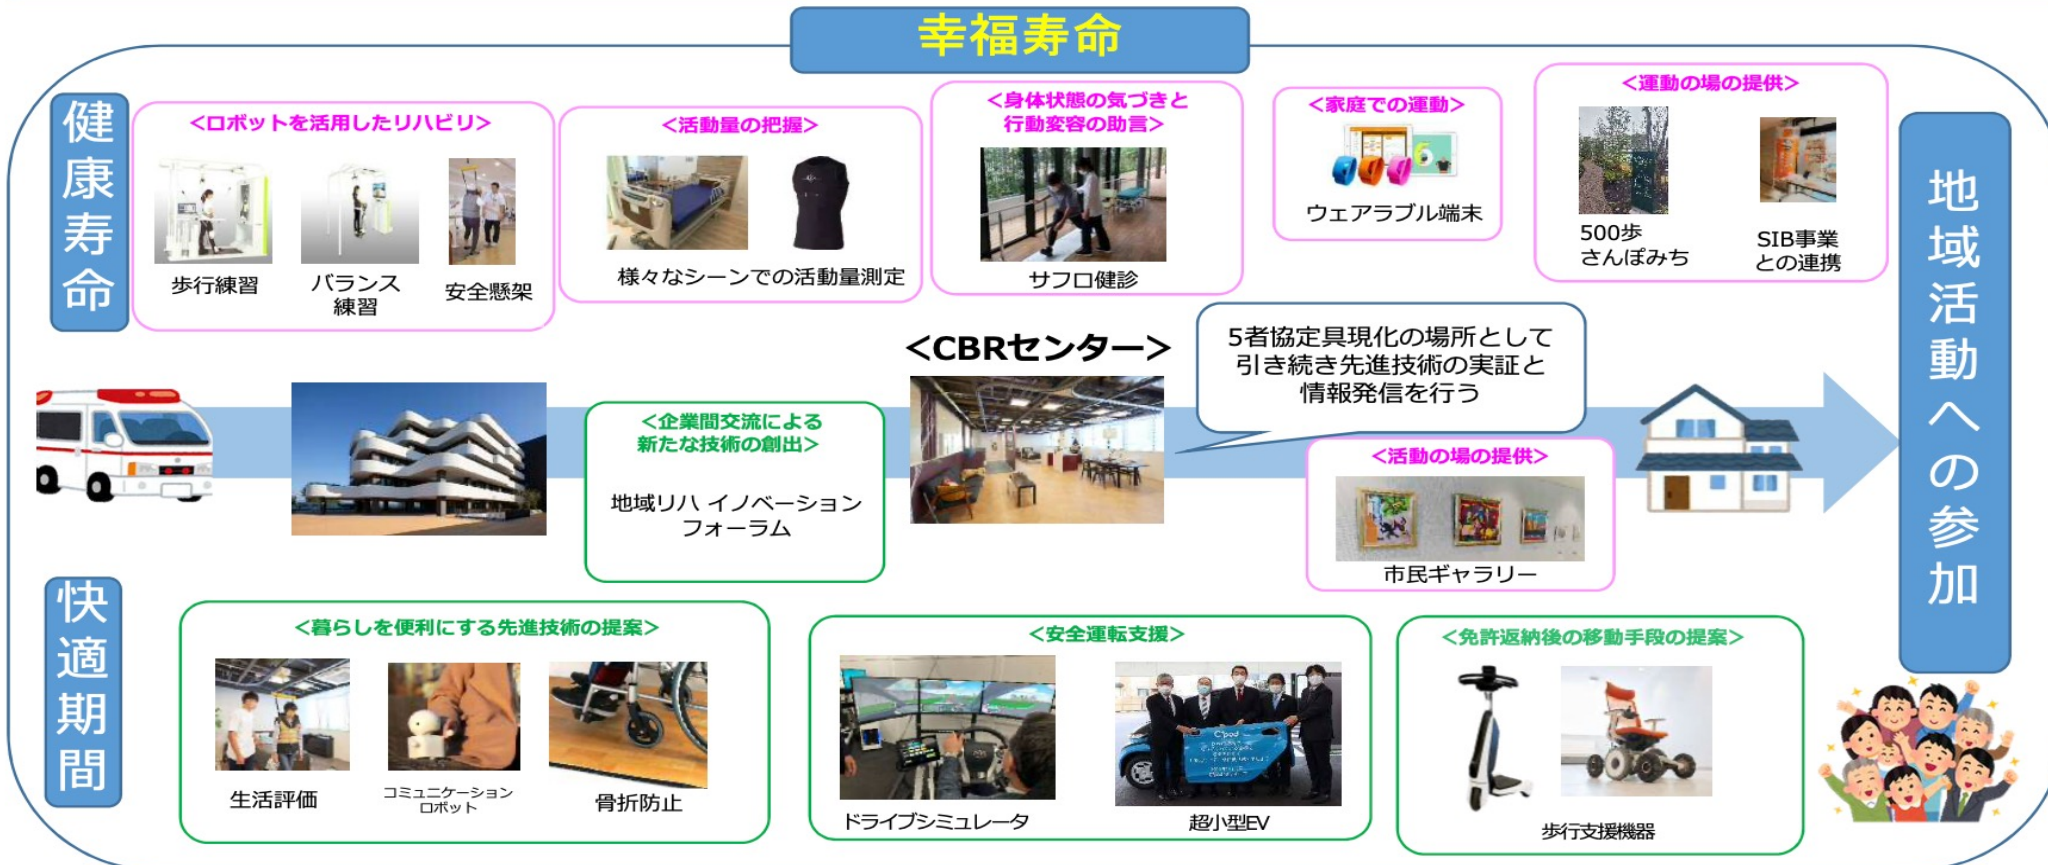 幸福寿命
健康寿命
<ロボットを活用したリハビリ>
歩行練習
バランス
練習
安全懸架
<活動量の把握>
様々なシーンでの活動量測定
<身体状態の気づきと
行動変容の助言>
サフロ健診
<家庭での運動>
ウェアラブル端末
<運動の場の提供>
500歩
さんぽみち
SIB事業
との連携
地域活動への参加
<企業間交流による
新たな技術の創出>
地域リハ イノベーション
フォーラム
<CBRセンター>
5者協定具現化の場所として
引き続き先進技術の実証と
情報発信を行う
<活動の場の提供>
市民ギャラリー
快適期間
<暮らしを便利にする先進技術の提案>
生活評価
コミュニケーション
ロボット
骨折防止
<安全運転支援>
ドライブシミュレータ
C+pod
超小型EV
<免許返納後の移動手段の提案>
歩行支援機器